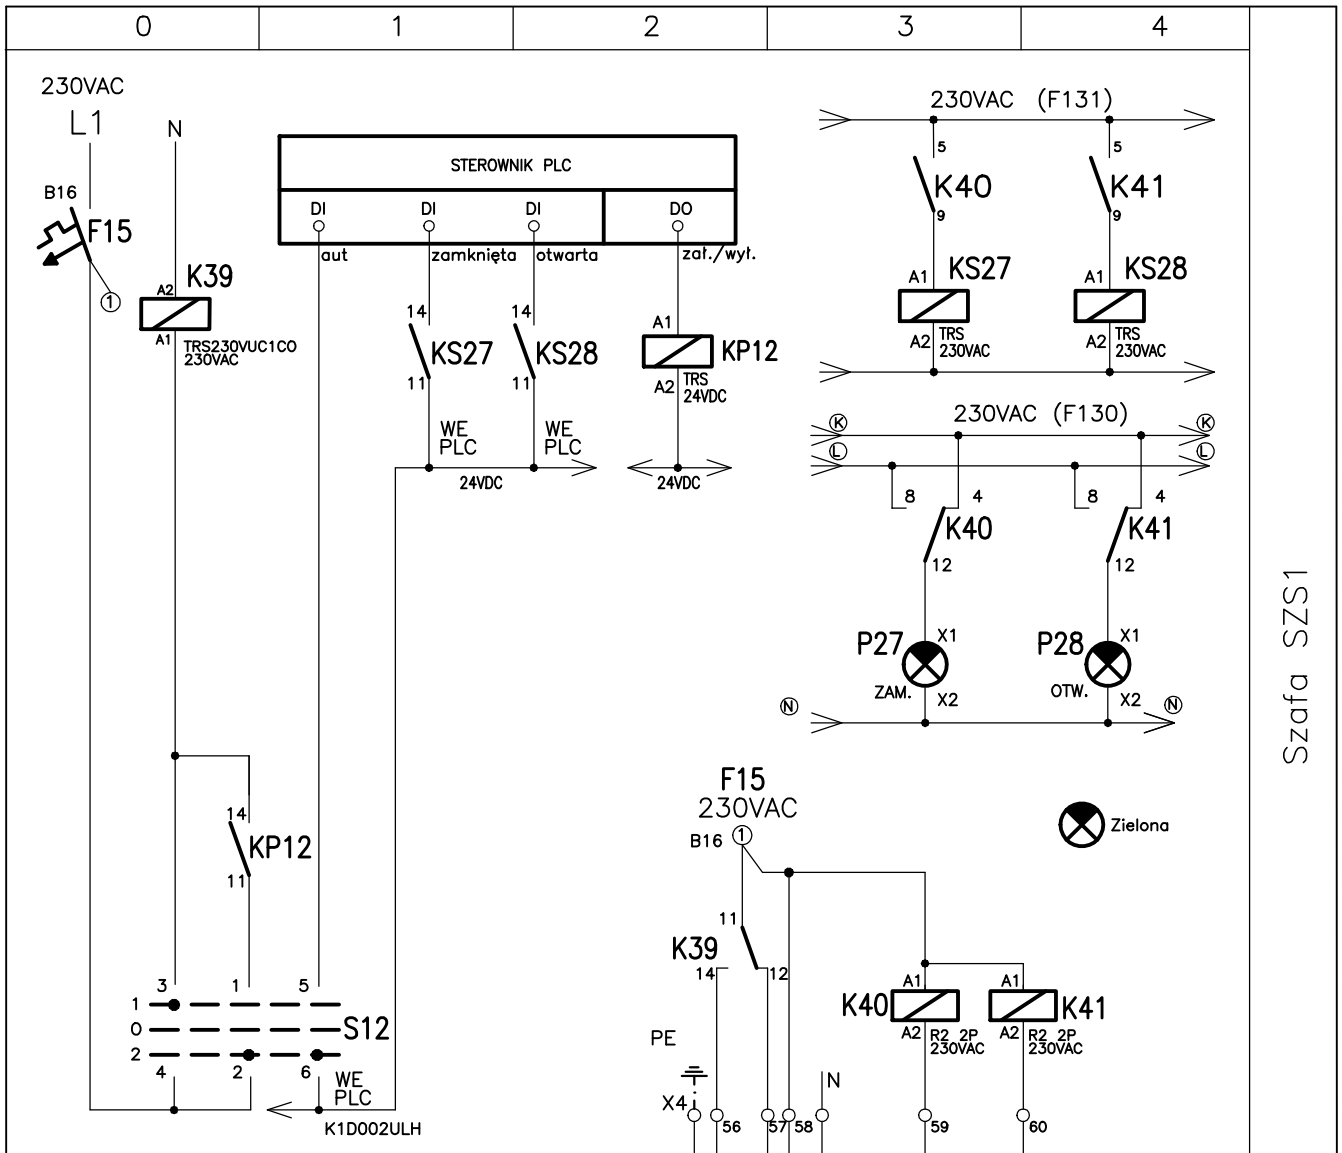 0 1 2 3 4
230VAC
L1
N
B16
F15
1
K39
A2
A1
TRS230VUC1CO
230VAC
STEROWNIK PLC
DI DI DI DO
aut zamknięta otwarta zał./wył.
14 KS27 11
14 KS28 11
A1 KP12 A2
TRS
24VDC
WE
PLC
WE
PLC
24VDC
24VDC
230VAC (F131)
5 K40 9
5 K41 9
A1 KS27
A2 TRS
230VAC
A1 KS28
A2 TRS
230VAC
230VAC (F130)
K K
L L
8 4 8 4
K40 K41
12 12
P27 X1 P28 X1
ZAM. X2 OTW. X2
N N
Zielona
14
KP12
11
3 1 5
1
0 S12
2
4 2 6
WE
PLC
K1D002ULH
F15
230VAC
B16 1
11
K39
14 12
A1 A1
K40 K41
A2 R2 2P
230VAC
A2 R2 2P
230VAC
PE
N
X4
56 57 58 59 60
Szafa SZS1